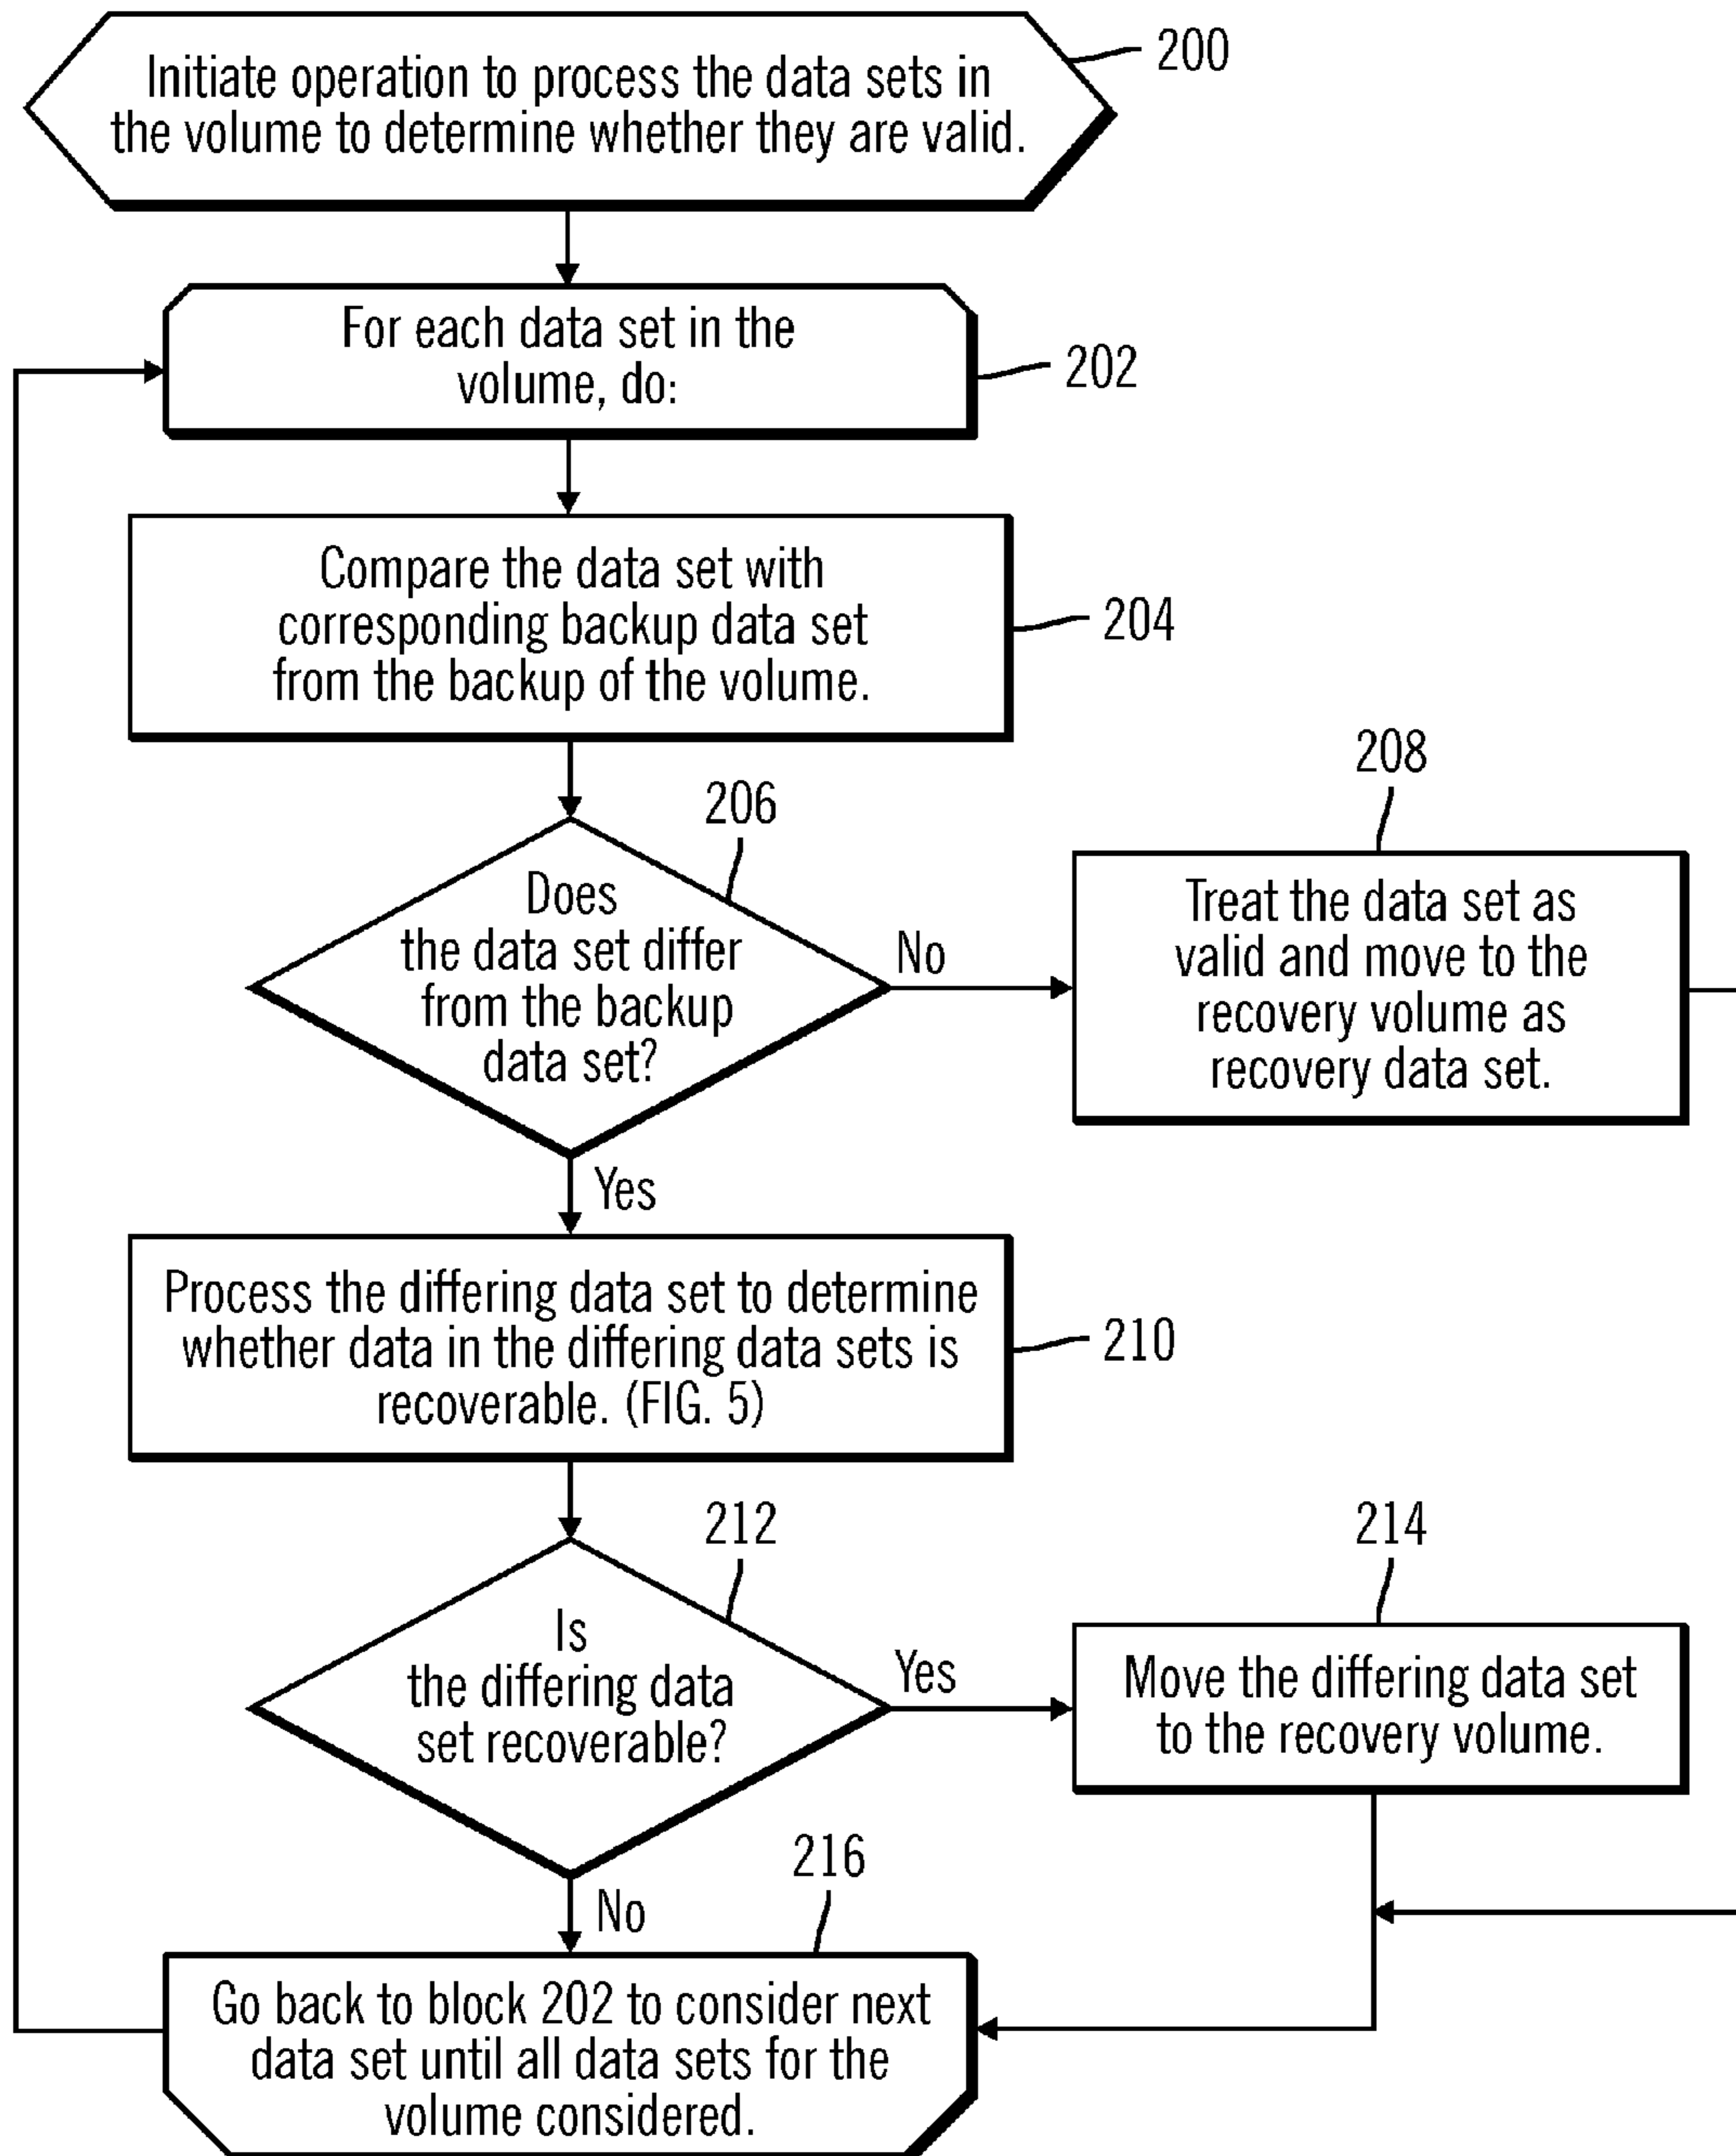 Initiate operation to process the data sets in
the volume to determine whether they are valid.
200
For each data set in the
volume, do:
202
Compare the data set with
corresponding backup data set
from the backup of the volume.
204
206
Does
the data set differ
from the backup
data set?
No
208
Treat the data set as
valid and move to the
recovery volume as
recovery data set.
Yes
Process the differing data set to determine
whether data in the differing data sets is
recoverable. (FIG. 5)
210
212
Is
the differing data
set recoverable?
Yes
214
Move the differing data set
to the recovery volume.
No
216
Go back to block 202 to consider next
data set until all data sets for the
volume considered.